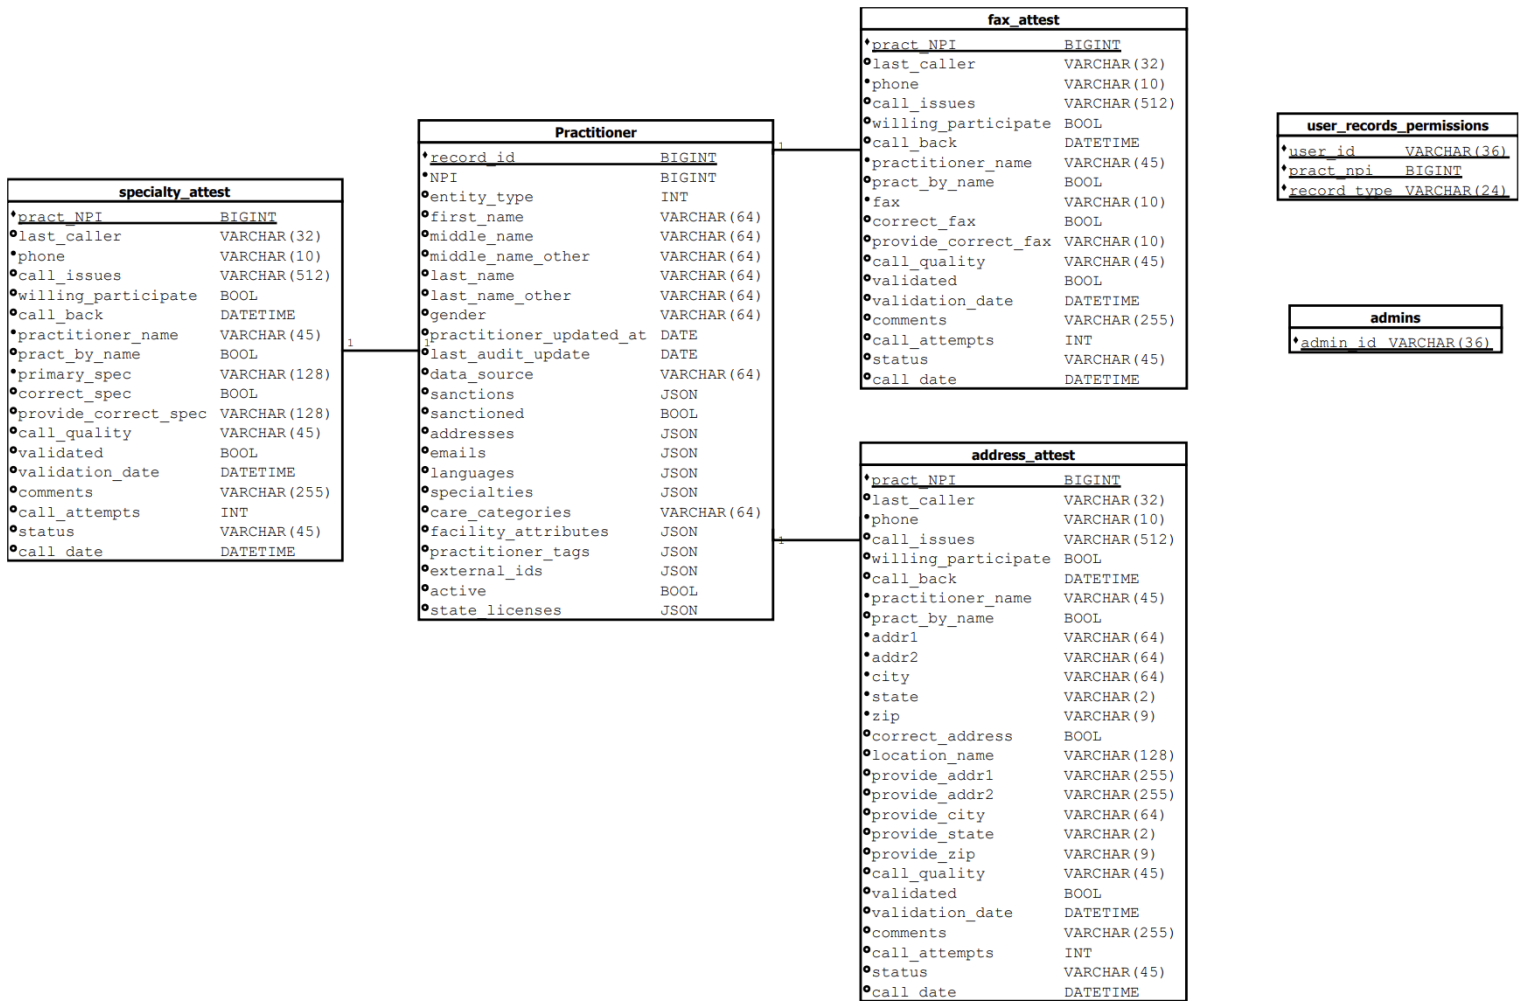 specialty_attest
pract_NPI BIGINT
last_caller VARCHAR(32)
phone VARCHAR(10)
call_issues VARCHAR(512)
willing_participate BOOL
call_back DATETIME
practitioner_name VARCHAR(45)
pract_by_name BOOL
primary_spec VARCHAR(128)
correct_spec BOOL
provide_correct_spec VARCHAR(128)
call_quality VARCHAR(45)
validated BOOL
validation_date DATETIME
comments VARCHAR(255)
call_attempts INT
status VARCHAR(45)
call_date DATETIME
1
1
Practitioner
record_id BIGINT
NPI BIGINT
entity_type INT
first_name VARCHAR(64)
middle_name VARCHAR(64)
middle_name_other VARCHAR(64)
last_name VARCHAR(64)
last_name_other VARCHAR(64)
gender VARCHAR(64)
practitioner_updated_at DATE
last_audit_update DATE
data_source VARCHAR(64)
sanctions JSON
sanctioned BOOL
addresses JSON
emails JSON
languages JSON
specialties JSON
care_categories VARCHAR(64)
facility_attributes JSON
practitioner_tags JSON
external_ids JSON
active BOOL
state_licenses JSON
1
1
fax_attest
pract_NPI BIGINT
last_caller VARCHAR(32)
phone VARCHAR(10)
call_issues VARCHAR(512)
willing_participate BOOL
call_back DATETIME
practitioner_name VARCHAR(45)
pract_by_name BOOL
fax VARCHAR(10)
correct_fax BOOL
provide_correct_fax VARCHAR(10)
call_quality VARCHAR(45)
validated BOOL
validation_date DATETIME
comments VARCHAR(255)
call_attempts INT
status VARCHAR(45)
call_date DATETIME
address_attest
pract_NPI BIGINT
last_caller VARCHAR(32)
phone VARCHAR(10)
call_issues VARCHAR(512)
willing_participate BOOL
call_back DATETIME
practitioner_name VARCHAR(45)
pract_by_name BOOL
addr1 VARCHAR(64)
addr2 VARCHAR(64)
city VARCHAR(64)
state VARCHAR(2)
zip VARCHAR(9)
correct_address BOOL
location_name VARCHAR(128)
provide_addr1 VARCHAR(255)
provide_addr2 VARCHAR(255)
provide_city VARCHAR(64)
provide_state VARCHAR(2)
provide_zip VARCHAR(9)
call_quality VARCHAR(45)
validated BOOL
validation_date DATETIME
comments VARCHAR(255)
call_attempts INT
status VARCHAR(45)
call_date DATETIME
user_records_permissions
user_id VARCHAR(36)
pract_npi BIGINT
record_type VARCHAR(24)
admins
admin_id VARCHAR(36)